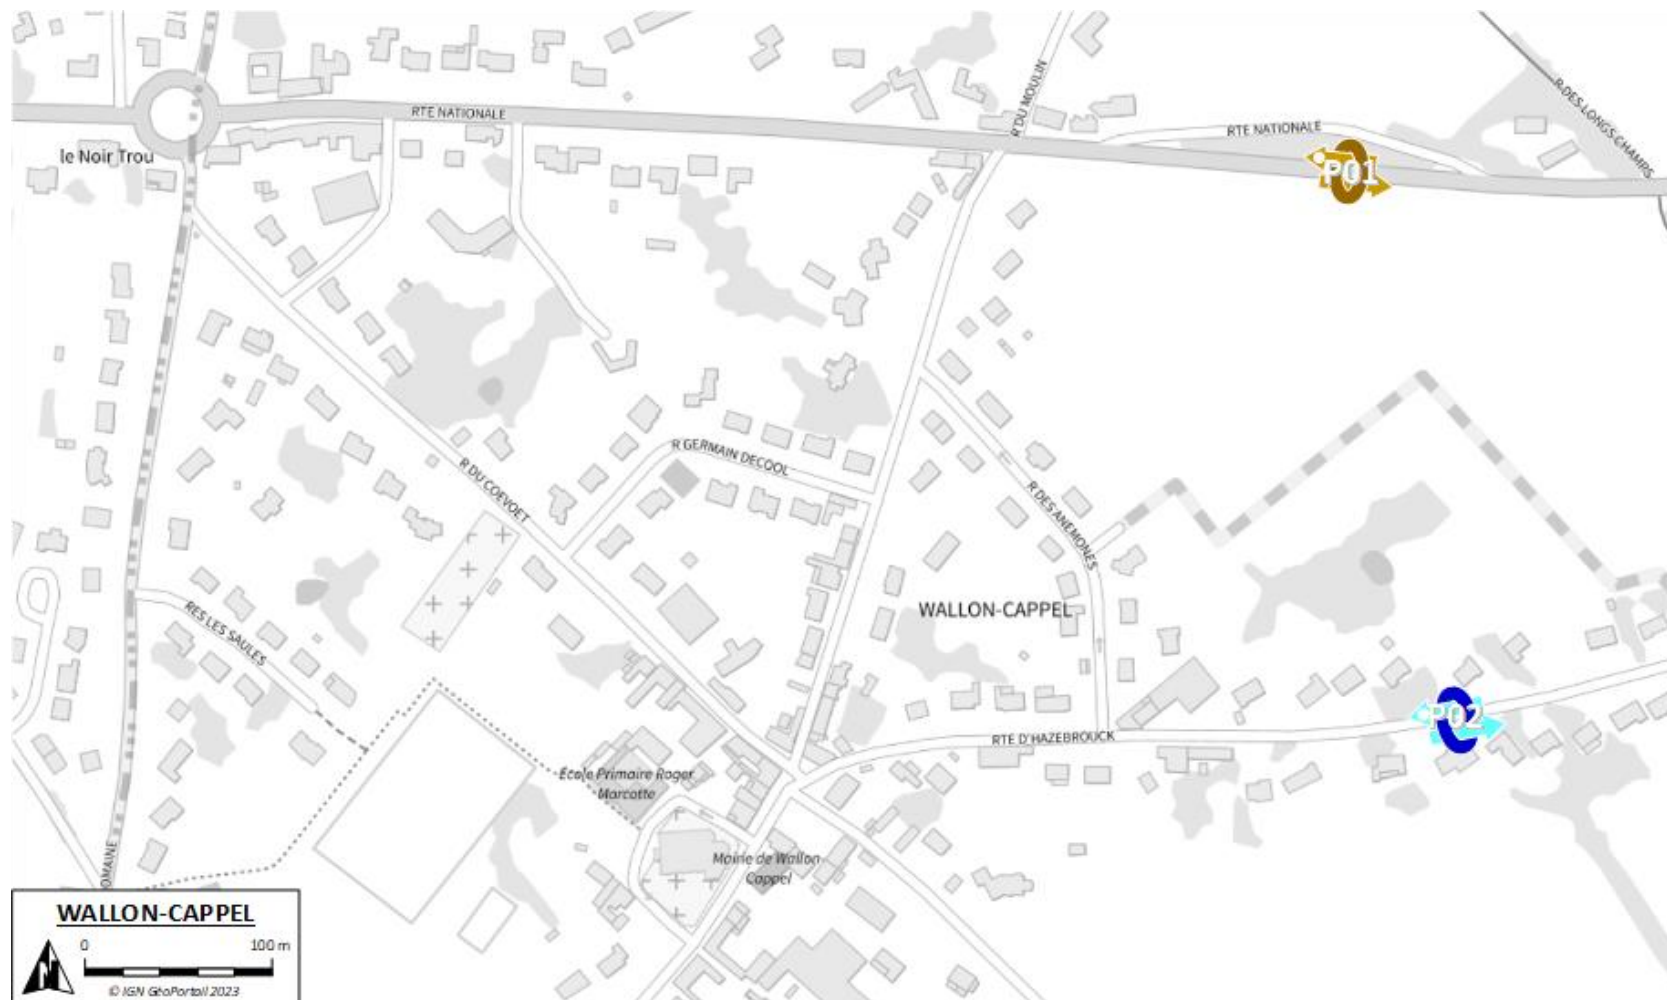 R DU MOULIN
RTE NATIONALE
RTE NATIONALE
R DES LONGS CHAMPS
le Noir Trou
P01
R GERMAIN DECOOL
R DU COEVOET
R DES ANEMONES
WALLON-CAPPEL
RES LES SAULES
P02
RTE D'HAZEBROUCK
École Primaire Roger
Marcotte
Mairie de Wallon
Cappel
OMAINE
WALLON-CAPPEL
0 100 m
N
© IGN GéoPortail 2023